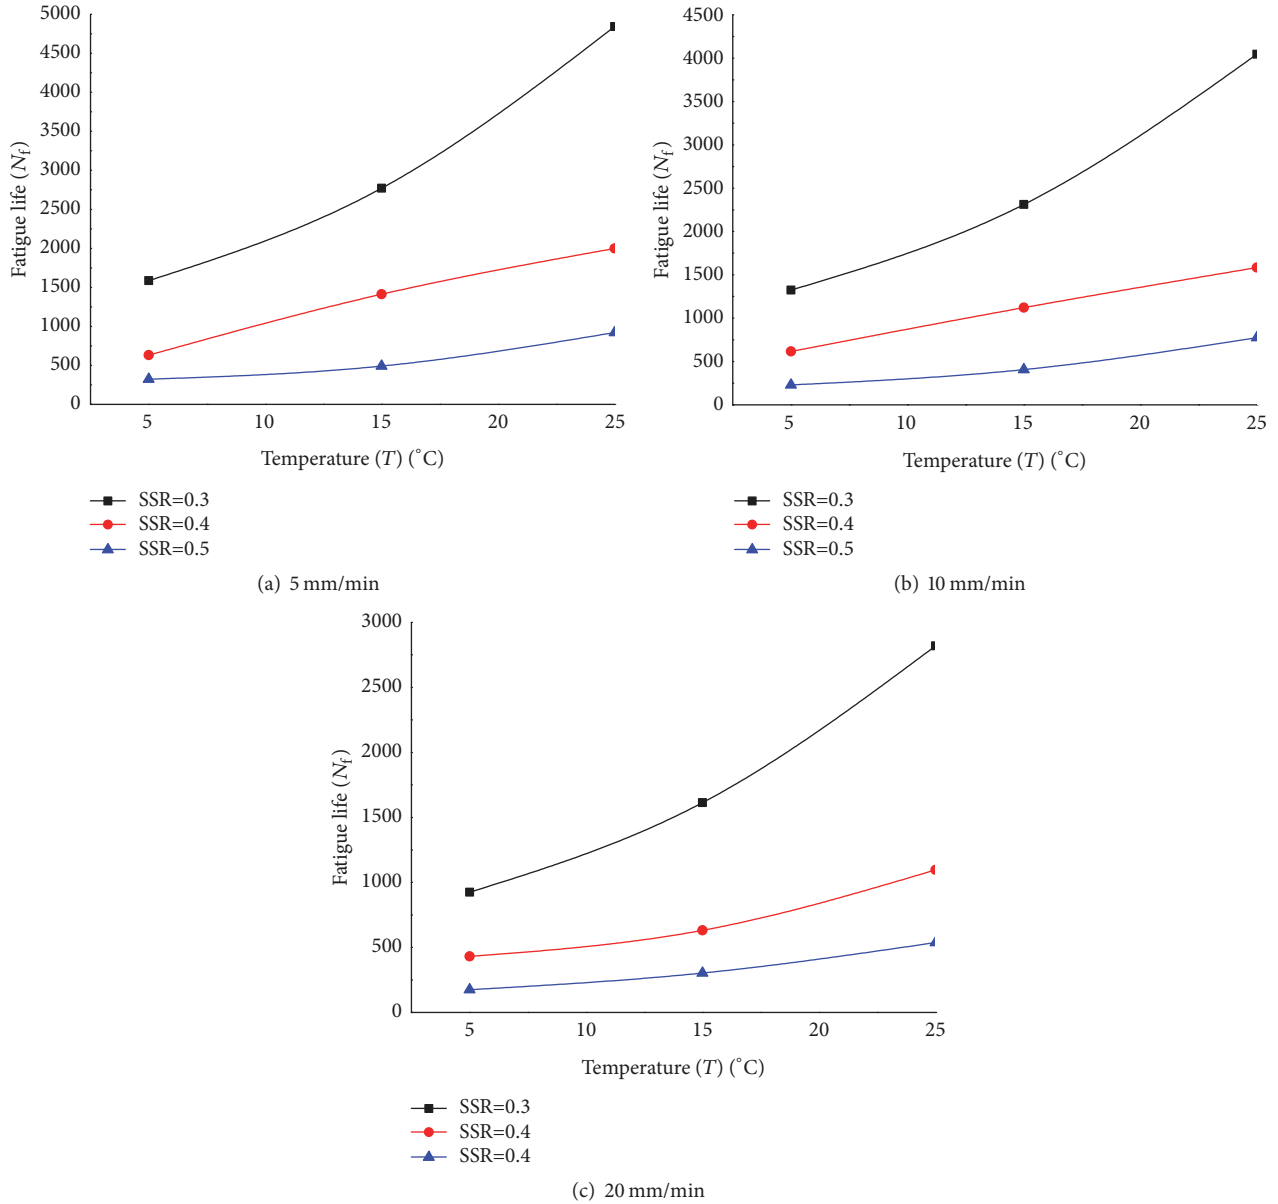 5000
4500
4000
3500
3000
2500
2000
1500
1000
500
0
Fatigue life (Nf)
5 10 15 20 25
Temperature (T) (°C)
SSR=0.3
SSR=0.4
SSR=0.5
(a) 5 mm/min
4500
4000
3500
3000
2500
2000
1500
1000
500
0
Fatigue life (Nf)
5 10 15 20 25
Temperature (T) (°C)
SSR=0.3
SSR=0.4
SSR=0.5
(b) 10 mm/min
3000
2500
2000
1500
1000
500
0
Fatigue life (Nf)
5 10 15 20 25
Temperature (T) (°C)
SSR=0.3
SSR=0.4
SSR=0.4
(c) 20 mm/min